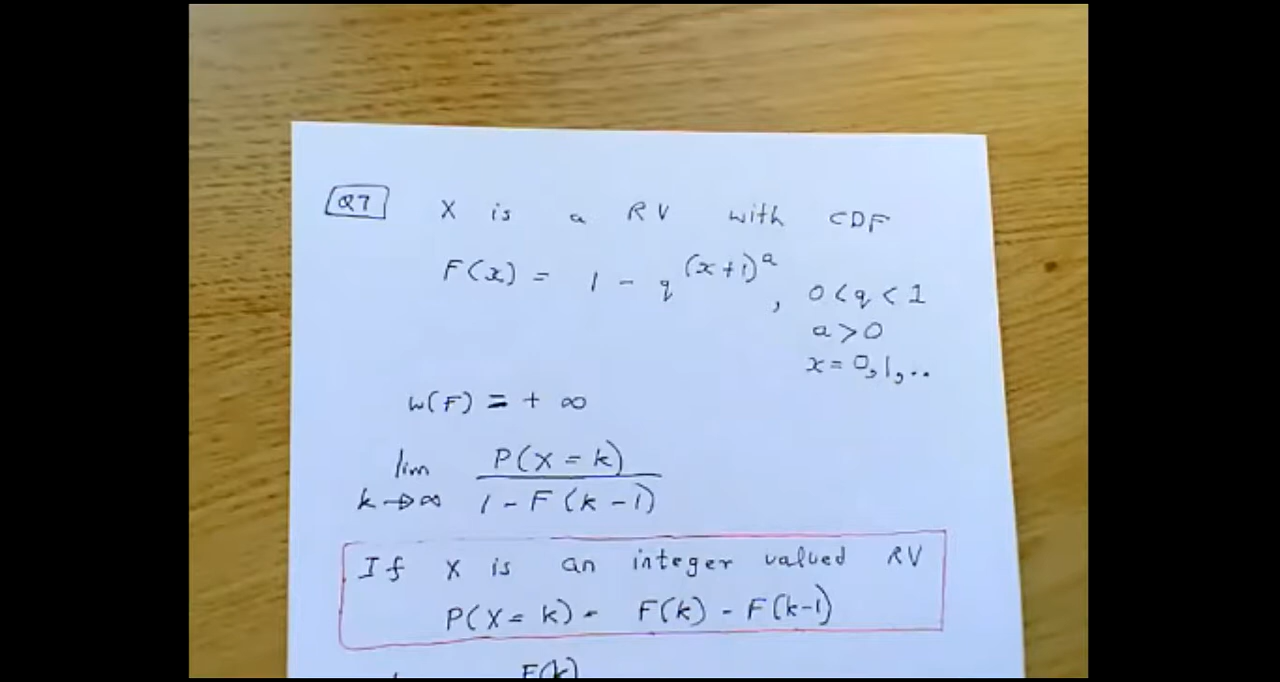 Q7 X is a RV with CDF
F(x) = 1 - q^(x+1)^a, 0 < q < 1
a > 0
x = 0, 1, ..
w(F) = + ∞
lim k→∞ P(X = k) / 1 - F(k-1)
If X is an integer valued RV
P(X = k) = F(k) - F(k-1)
F(k)